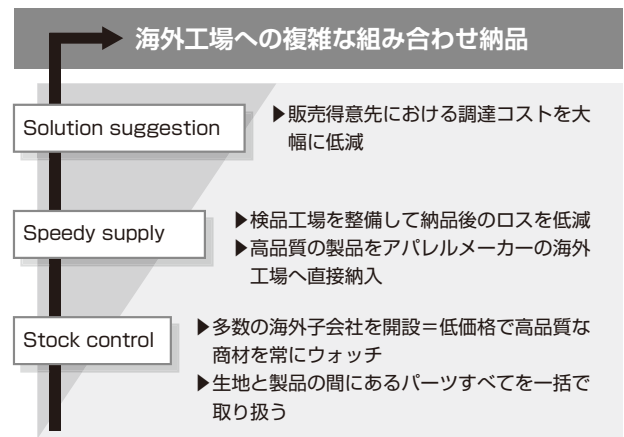 海外工場への複雑な組み合わせ納品
Solution suggestion
▶販売得意先における調達コストを大
幅に低減
Speedy supply
▶検品工場を整備して納品後のロスを低減
▶高品質の製品をアパレルメーカーの海外
工場へ直接納入
Stock control
▶多数の海外子会社を開設＝低価格で高品質な
商材を常にウォッチ
▶生地と製品の間にあるパーツすべてを一括で
取り扱う